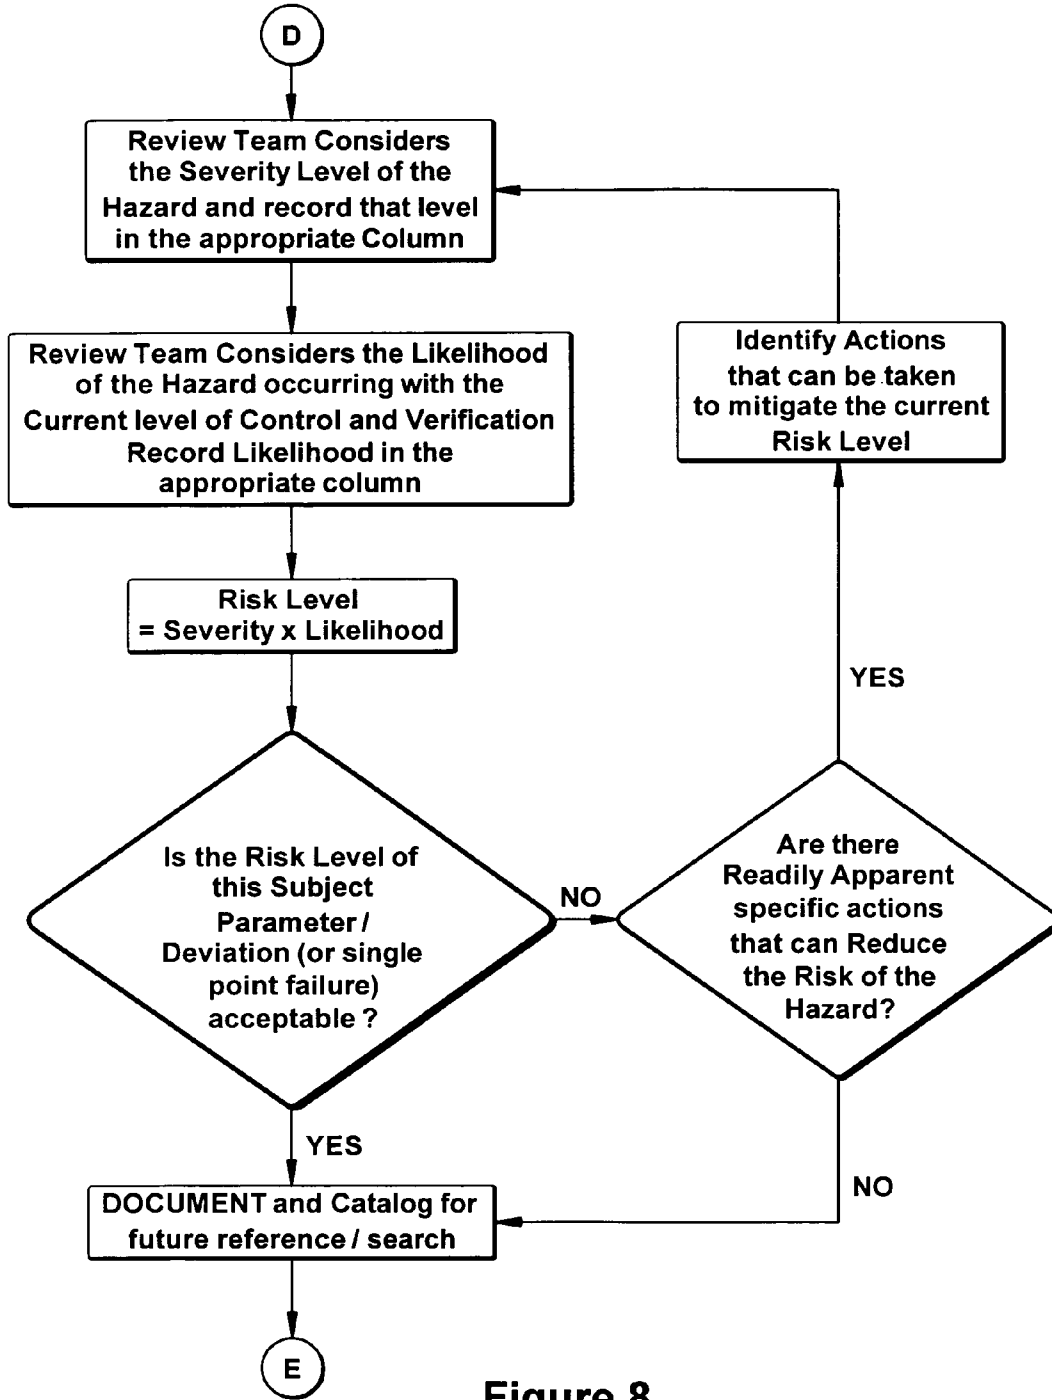 D
Review Team Considers
the Severity Level of the
Hazard and record that level
in the appropriate Column
Review Team Considers the Likelihood
of the Hazard occurring with the
Current level of Control and Verification
Record Likelihood in the
appropriate column
Risk Level
= Severity x Likelihood
Is the Risk Level of
this Subject
Parameter /
Deviation (or single
point failure)
acceptable ?
NO
YES
Are there
Readily Apparent
specific actions
that can Reduce
the Risk of the
Hazard?
YES
NO
Identify Actions
that can be taken
to mitigate the current
Risk Level
DOCUMENT and Catalog for
future reference / search
E
Figure 8